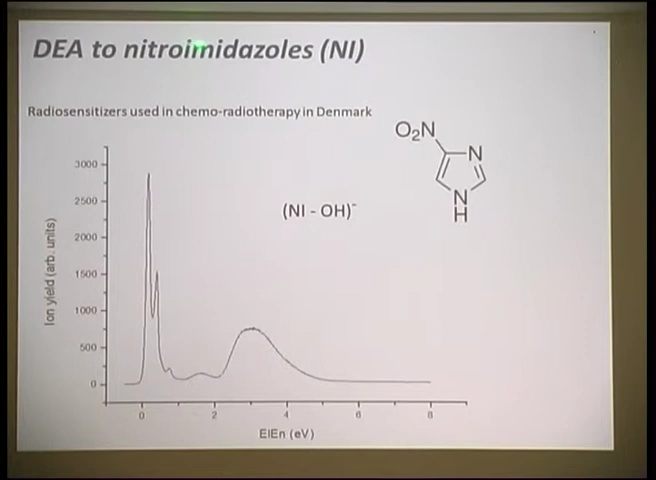 DEA to nitroimidazoles (NI)
Radiosensitizers used in chemo-radiotherapy in Denmark
O₂N
N
N
H
(NI - OH)⁻
Ion yield (arb. units)
3000
2500
2000
1500
1000
500
0
0 2 4 6 8
ElEn (eV)